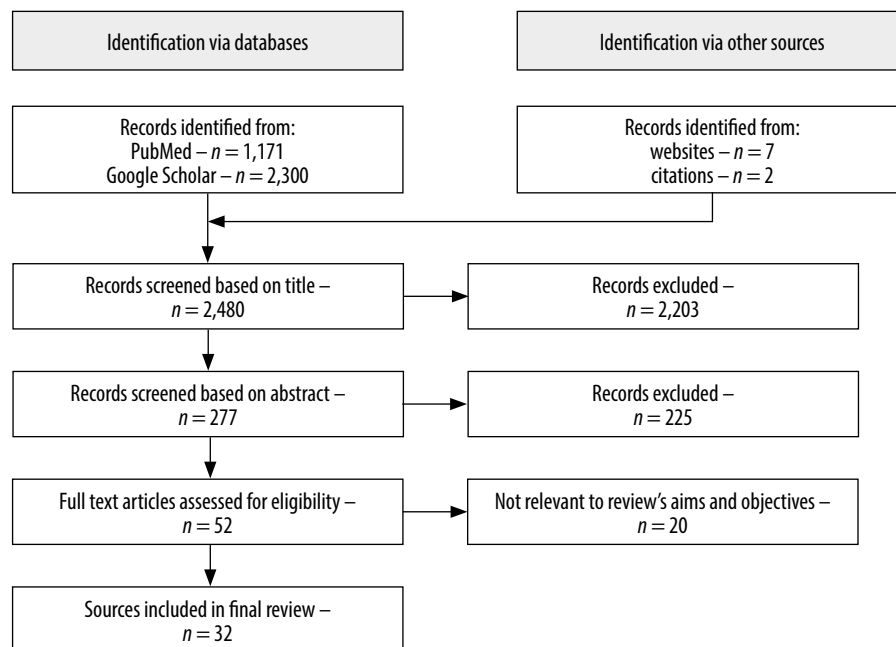 Identification via databases
Identification via other sources
Records identified from:
PubMed – n = 1,171
Google Scholar – n = 2,300
Records identified from:
websites – n = 7
citations – n = 2
Records screened based on title –
n = 2,480
Records excluded –
n = 2,203
Records screened based on abstract –
n = 277
Records excluded –
n = 225
Full text articles assessed for eligibility –
n = 52
Not relevant to review's aims and objectives –
n = 20
Sources included in final review –
n = 32